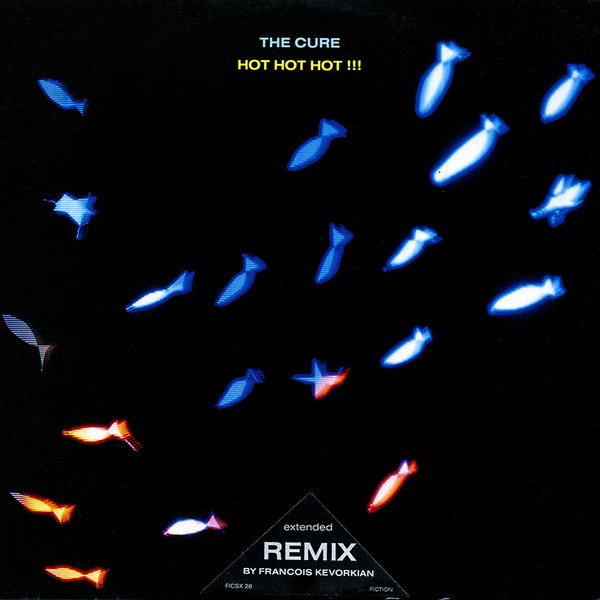 THE CURE
HOT HOT HOT !!!
extended
REMIX
BY FRANCOIS KEVORKIAN
FICSX 28
FICTION